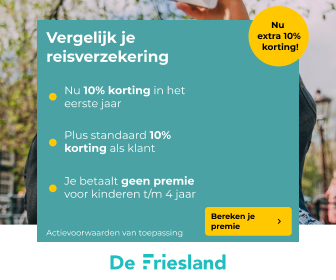 Vergelijk je
reisverzekering
Nu
extra 10%
korting!
Nu 10% korting in het
eerste jaar
Plus standaard 10%
korting als klant
Je betaalt geen premie
voor kinderen t/m 4 jaar
Bereken je
premie
Actievoorwaarden van toepassing
De Friesland